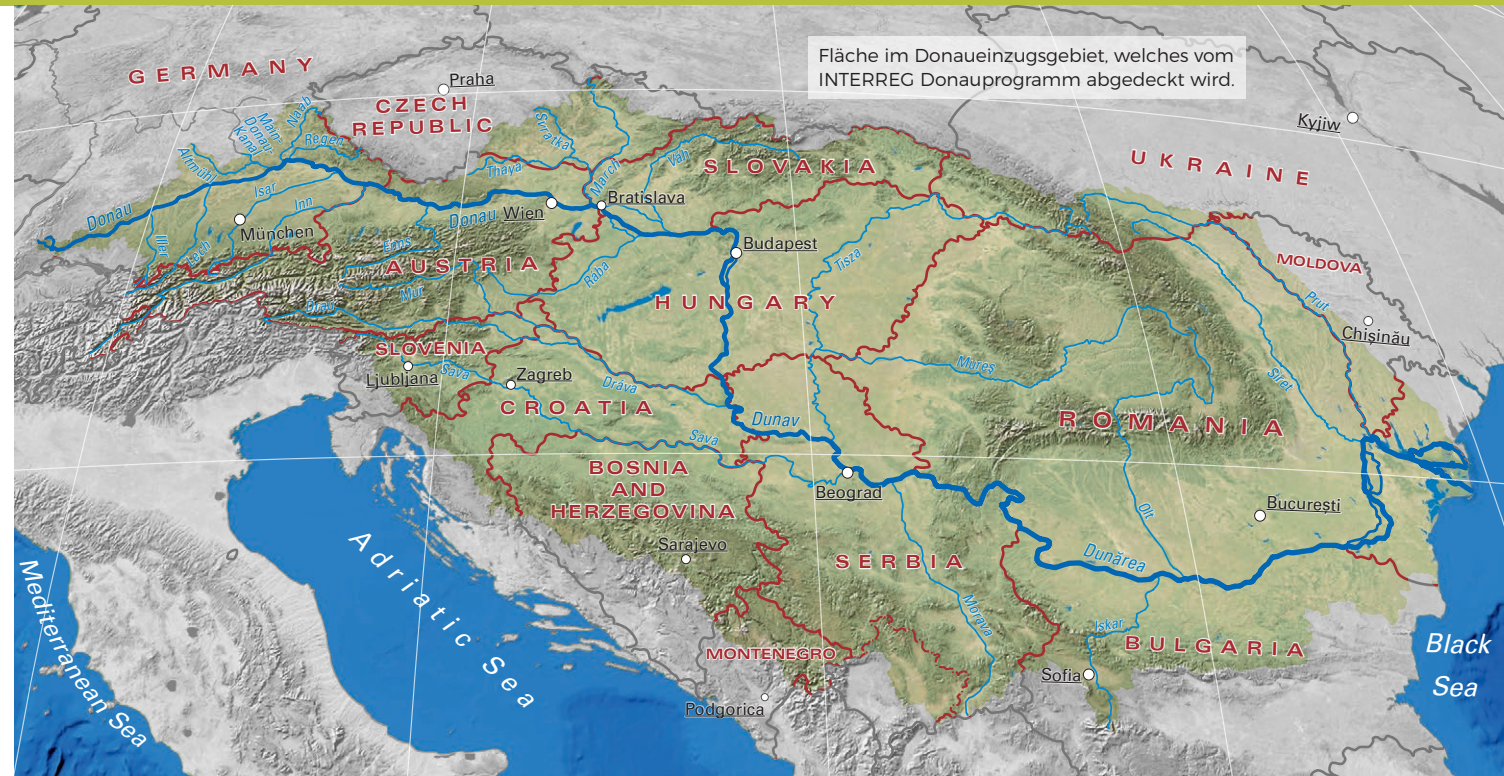 Fläche im Donaueinzugsgebiet, welches vom
INTERREG Donauprogramm abgedeckt wird.
GERMANY
Praha
CZECH
REPUBLIC
Kyjiw
UKRAINE
Naab
Main-
Donau-
Kanal
Regen
Altmühl
Svratka
Thaya
March
Váh
SLOVAKIA
Isar
Inn
Donau
München
Iller
Lech
Donau
Wien
Bratislava
Enns
AUSTRIA
Mur
Drau
Rába
Budapest
Tisza
HUNGARY
MOLDOVA
Prut
Chișinău
Siret
SLOVENIA
Ljubljana
Sava
Zagreb
Dráva
CROATIA
Mureș
ROMANIA
Dunav
Sava
BOSNIA
AND
HERZEGOVINA
Beograd
Sarajevo
SERBIA
Morava
Olt
București
Dunărea
Iskar
BULGARIA
Sofia
MONTENEGRO
Podgorica
Adriatic Sea
Mediterranean Sea
Black
Sea